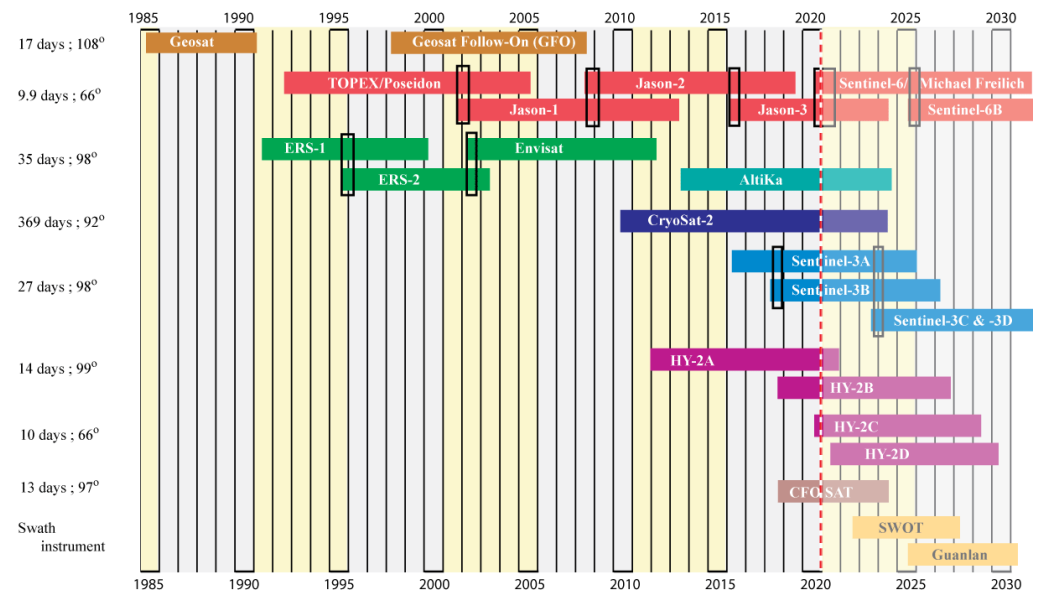 1985 1990 1995 2000 2005 2010 2015 2020 2025 2030
17 days ; 108°
Geosat
Geosat Follow-On (GFO)
9.9 days ; 66°
TOPEX/Poseidon
Jason-2
Sentinel-6/ Michael Freilich
Jason-1
Jason-3
Sentinel-6B
35 days ; 98°
ERS-1
Envisat
ERS-2
AltiKa
369 days ; 92°
CryoSat-2
27 days ; 98°
Sentinel-3A
Sentinel-3B
Sentinel-3C & -3D
14 days ; 99°
HY-2A
HY-2B
10 days ; 66°
HY-2C
HY-2D
13 days ; 97°
CFO SAT
Swath
instrument
SWOT
Guanlan
1985 1990 1995 2000 2005 2010 2015 2020 2025 2030